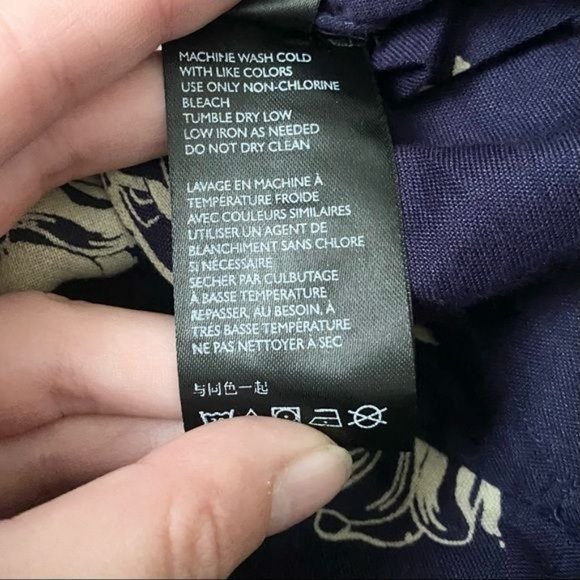 MACHINE WASH COLD
WITH LIKE COLORS
USE ONLY NON-CHLORINE
BLEACH
TUMBLE DRY LOW
LOW IRON AS NEEDED
DO NOT DRY CLEAN
LAVAGE EN MACHINE À
TEMPÉRATURE FROIDE
AVEC COULEURS SIMILAIRES
UTILISER UN AGENT DE
BLANCHIMENT SANS CHLORE
SI NÉCESSAIRE
SECHER PAR CULBUTAGE
À BASSE TEMPÉRATURE
REPASSER, AU BESOIN, À
TRÈS BASSE TEMPÉRATURE
NE PAS NETTOYER À SEC
与同色一起